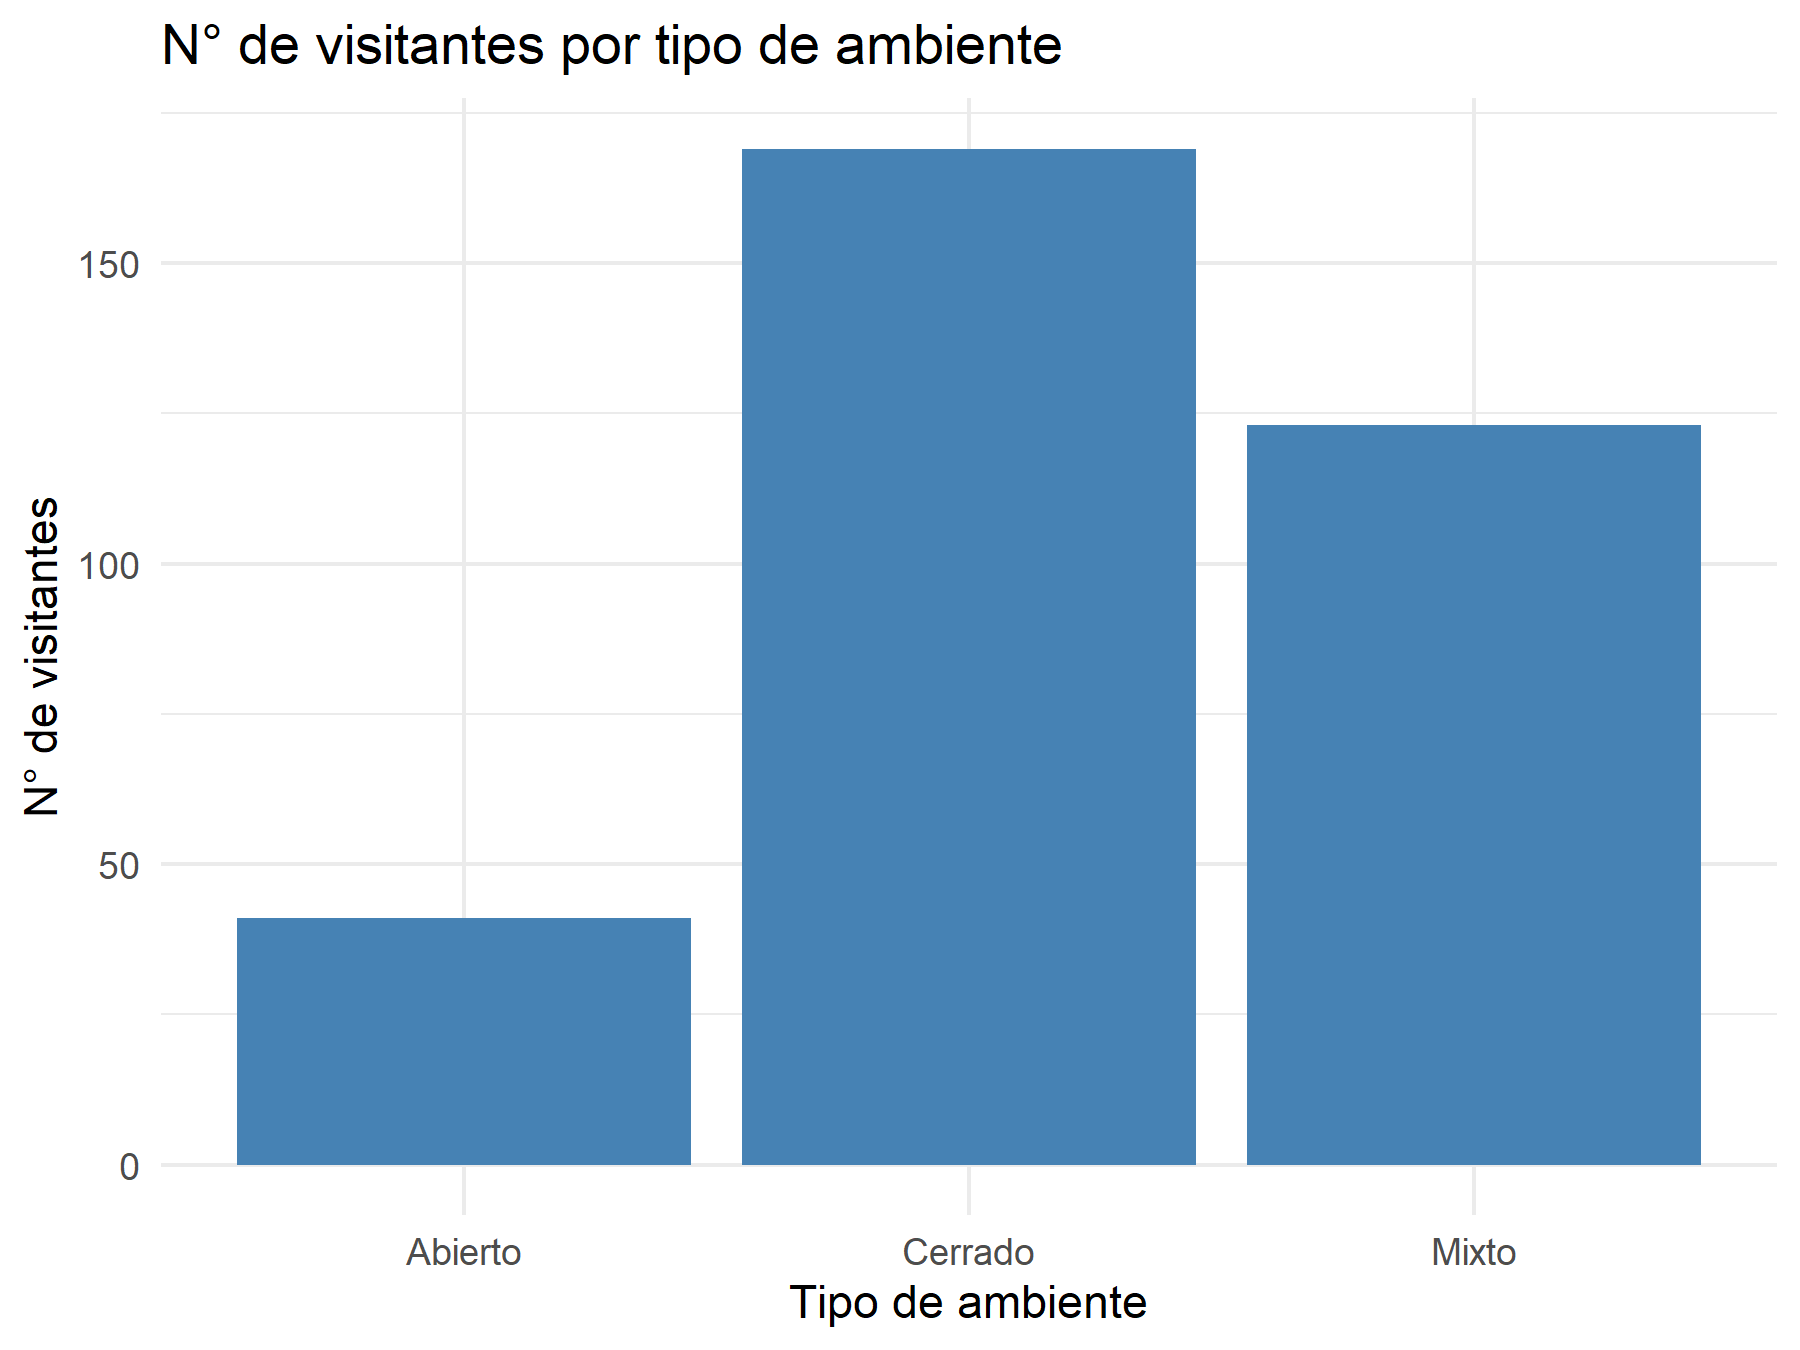 N° de visitantes por tipo de ambiente
N° de visitantes
150
100
50
0
Abierto
Cerrado
Mixto
Tipo de ambiente